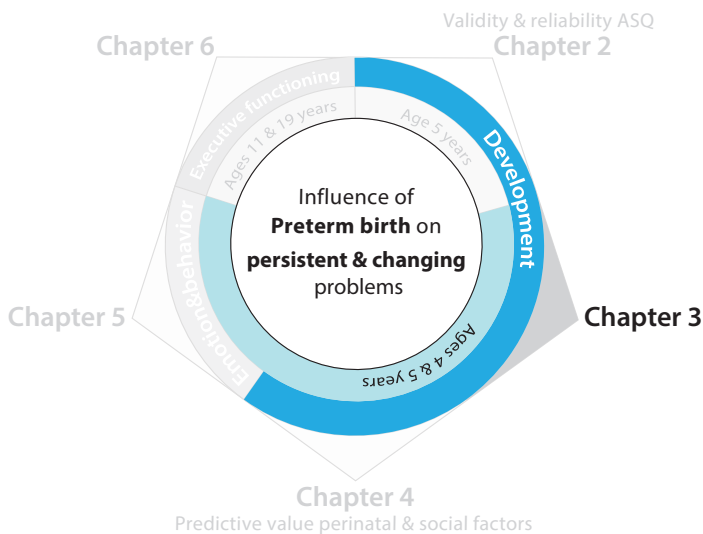 Validity & reliability ASQ
Chapter 6
Chapter 2
Executive functioning
Ages 11 & 19 years
Age 5 years
Development
Influence of
Preterm birth on
persistent & changing
problems
Emotion&behavior
Chapter 5
Chapter 3
Ages 4 & 5 years
Chapter 4
Predictive value perinatal & social factors